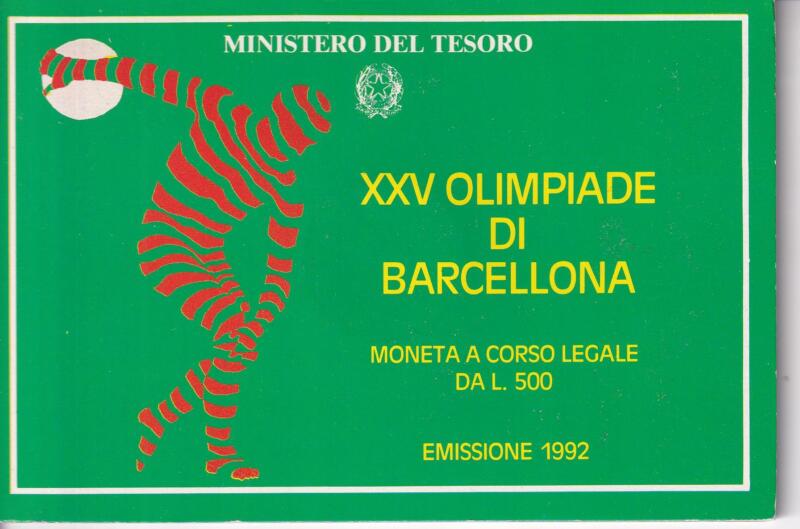 MINISTERO DEL TESORO
XXV OLIMPIADE
DI
BARCELLONA
MONETA A CORSO LEGALE
DA L. 500
EMISSIONE 1992